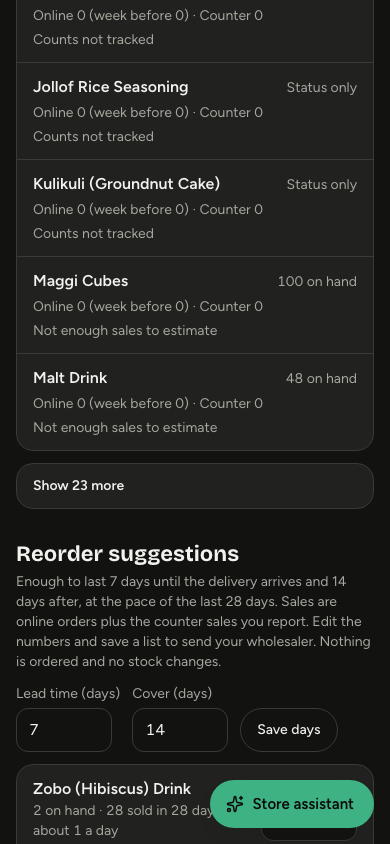 Online 0 (week before 0) · Counter 0
Counts not tracked
Jollof Rice Seasoning
Status only
Online 0 (week before 0) · Counter 0
Counts not tracked
Kulikuli (Groundnut Cake)
Status only
Online 0 (week before 0) · Counter 0
Counts not tracked
Maggi Cubes
100 on hand
Online 0 (week before 0) · Counter 0
Not enough sales to estimate
Malt Drink
48 on hand
Online 0 (week before 0) · Counter 0
Not enough sales to estimate
Show 23 more
Reorder suggestions
Enough to last 7 days until the delivery arrives and 14
days after, at the pace of the last 28 days. Sales are
online orders plus the counter sales you report. Edit the
numbers and save a list to send your wholesaler. Nothing
is ordered and no stock changes.
Lead time (days)
Cover (days)
7
14
Save days
Zobo (Hibiscus) Drink
2 on hand · 28 sold in 28
about 1 a day
Store assistant